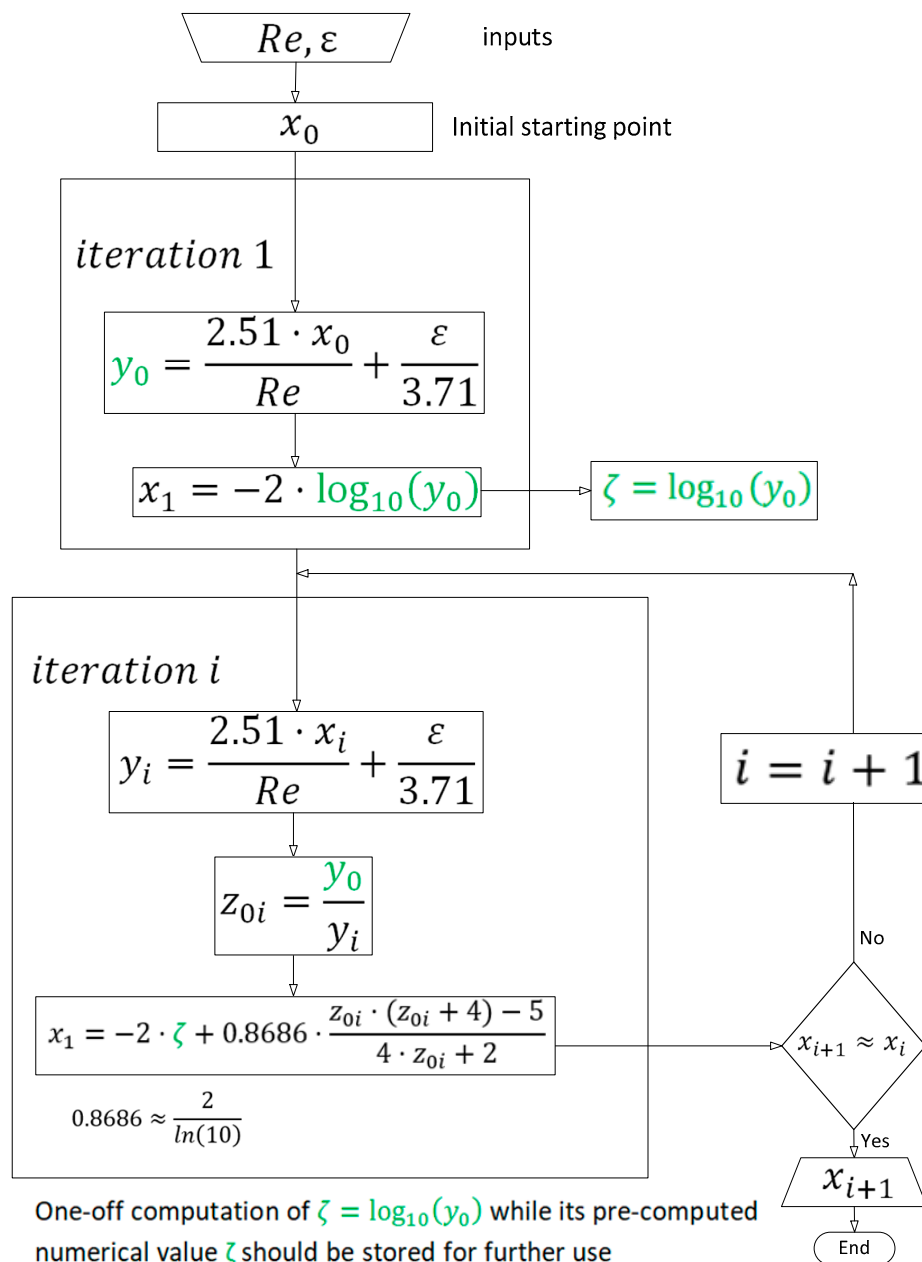 Re, ε
inputs
x₀
Initial starting point
iteration 1
y₀ = (2.51 · x₀)/Re + ε/3.71
x₁ = −2 · log₁₀(y₀)
ζ = log₁₀(y₀)
iteration i
yᵢ = (2.51 · xᵢ)/Re + ε/3.71
i = i + 1
z₀ᵢ = y₀/yᵢ
No
x₁ = −2 · ζ + 0.8686 · (z₀ᵢ · (z₀ᵢ + 4) − 5)/(4 · z₀ᵢ + 2)
xᵢ₊₁ ≈ xᵢ
0.8686 ≈ 2/ln(10)
Yes
xᵢ₊₁
End
One-off computation of ζ = log₁₀(y₀) while its pre-computed
numerical value ζ should be stored for further use